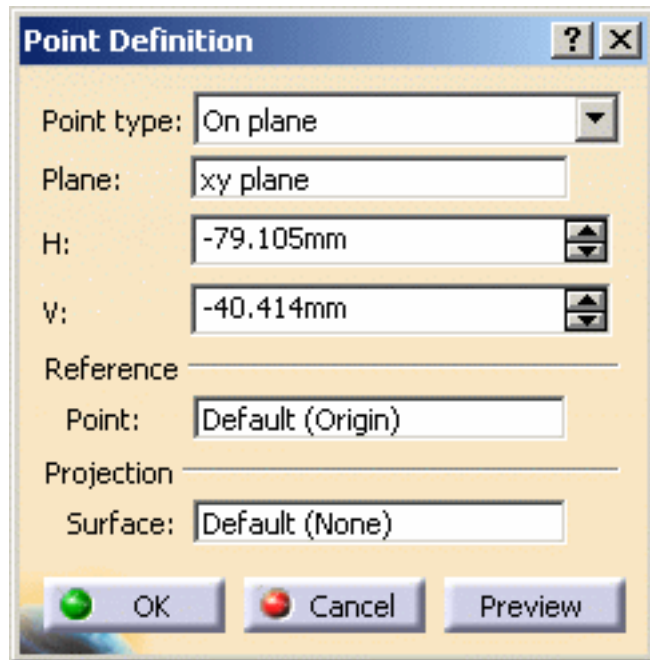 Point Definition ? X
Point type: On plane
Plane: xy plane
H: -79.105mm
V: -40.414mm
Reference
Point: Default (Origin)
Projection
Surface: Default (None)
OK Cancel Preview